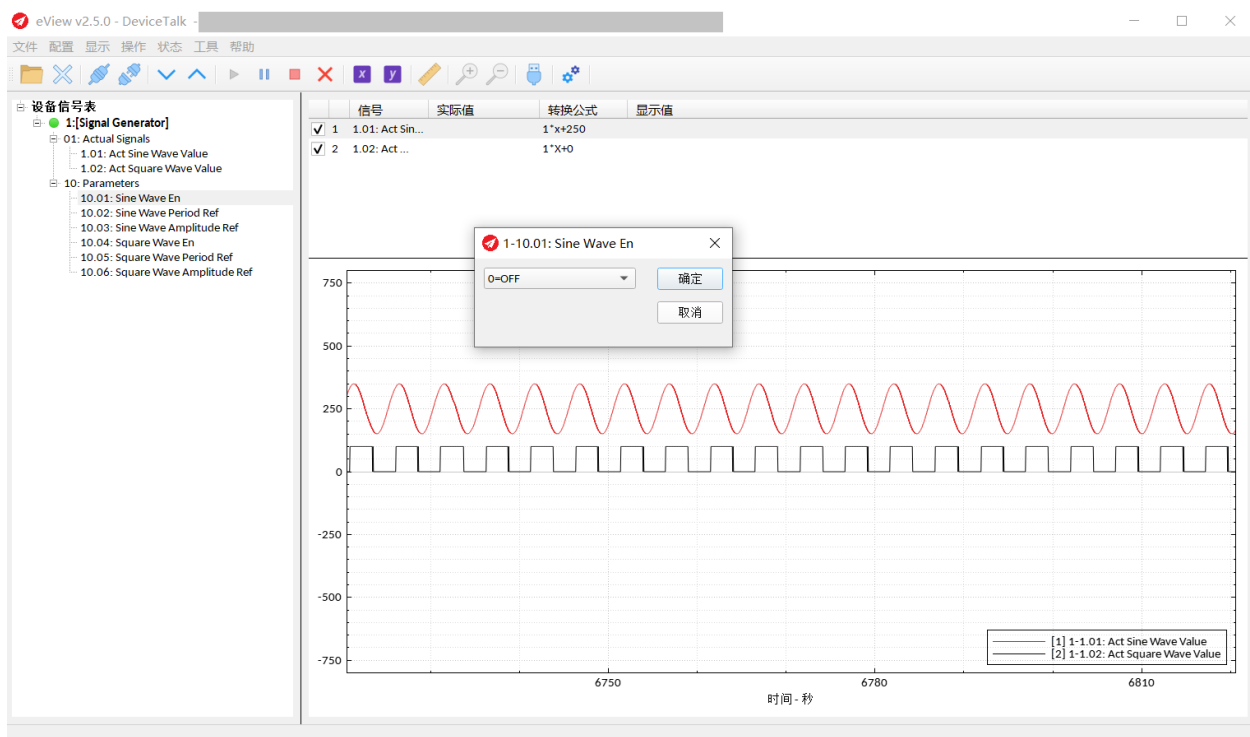 eView v2.5.0 - DeviceTalk -
文件 配置 显示 操作 状态 工具 帮助
x y
设备信号表
1:[Signal Generator]
01: Actual Signals
1.01: Act Sine Wave Value
1.02: Act Square Wave Value
10: Parameters
10.01: Sine Wave En
10.02: Sine Wave Period Ref
10.03: Sine Wave Amplitude Ref
10.04: Square Wave En
10.05: Square Wave Period Ref
10.06: Square Wave Amplitude Ref
信号 实际值 转换公式 显示值
1 1.01: Act Sin... 1*x+250
2 1.02: Act ... 1*X+0
1-10.01: Sine Wave En
0=OFF 确定
取消
750
500
250
0
-250
-500
-750
[1] 1-1.01: Act Sine Wave Value
[2] 1-1.02: Act Square Wave Value
6750 6780 6810
时间 - 秒